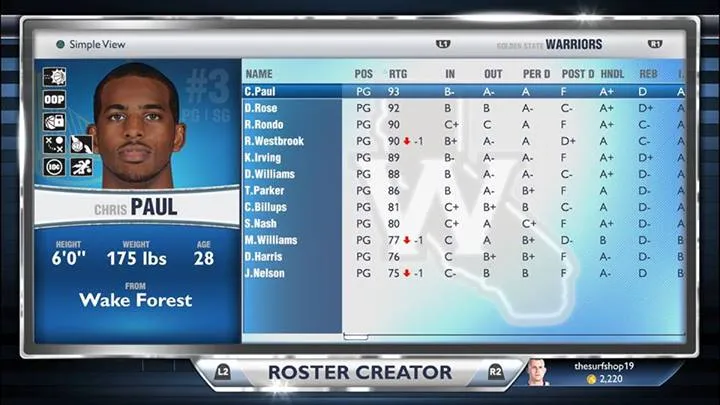 Simple View
L1
GOLDEN STATE WARRIORS
R1
OOP
#3
PG | SG
CHRIS PAUL
HEIGHT WEIGHT AGE
6'0" 175 lbs 28
FROM
Wake Forest
NAME POS RTG IN OUT PER D POST D HNDL REB
C.Paul PG 93 B- A- A F A+ D A
D.Rose PG 92 B B A- C- A+ D+ A
R.Rondo PG 90 C+ C A F A+ C- A
R.Westbrook PG 90 -1 B+ A- A D+ A C- A
K.Irving PG 89 B- A- A- F A+ D+ A
D.Williams PG 88 B A- A- C- A+ D- A
T.Parker PG 86 B A- B+ F A D- A
C.Billups PG 81 C+ B+ B C- A D- A
S.Nash PG 80 C+ A C+ F A+ D- A
M.Williams PG 77 -1 C A B+ D- B D- B
D.Harris PG 76 C B+ B+ F A- D- B
J.Nelson PG 75 -1 C- B B F A- D B
L2
ROSTER CREATOR
R2
thesurfshop19
2,220